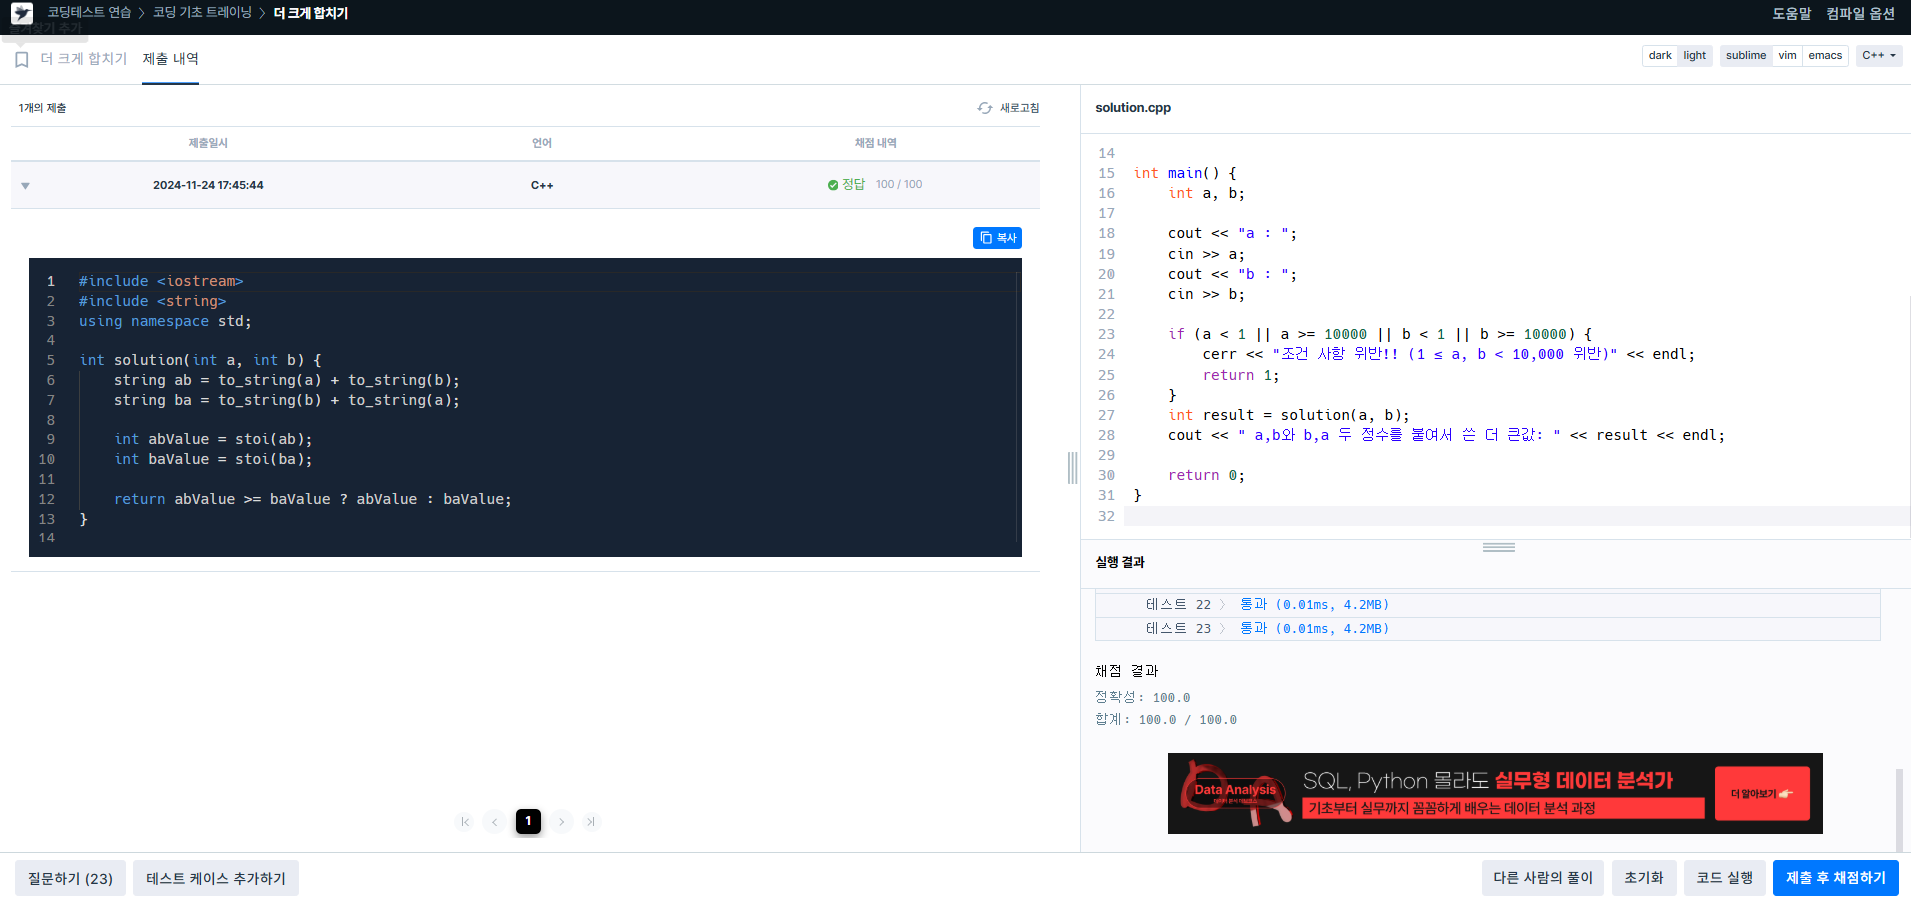 코딩테스트 연습 > 코딩 기초 트레이닝 > 더 크게 합치기
도움말 컴파일 옵션
즐겨찾기 추가
더 크게 합치기 제출 내역
dark light sublime vim emacs C++
1개의 제출 새로고침
제출일시 언어 채점 내역
2024-11-24 17:45:44 C++ 정답 100 / 100
복사
1 #include <iostream>
2 #include <string>
3 using namespace std;
4
5 int solution(int a, int b) {
6 string ab = to_string(a) + to_string(b);
7 string ba = to_string(b) + to_string(a);
8
9 int abValue = stoi(ab);
10 int baValue = stoi(ba);
11
12 return abValue >= baValue ? abValue : baValue;
13 }
14
1
solution.cpp
14
15 int main() {
16 int a, b;
17
18 cout << "a : ";
19 cin >> a;
20 cout << "b : ";
21 cin >> b;
22
23 if (a < 1 || a >= 10000 || b < 1 || b >= 10000) {
24 cerr << "조건 사항 위반!! (1 ≤ a, b < 10,000 위반)" << endl;
25 return 1;
26 }
27 int result = solution(a, b);
28 cout << " a,b와 b,a 두 정수를 붙여서 쓴 더 큰값: " << result << endl;
29
30 return 0;
31 }
32
실행 결과
테스트 22 > 통과 (0.01ms, 4.2MB)
테스트 23 > 통과 (0.01ms, 4.2MB)
채점 결과
정확성: 100.0
합계: 100.0 / 100.0
Data Analysis
SQL, Python 몰라도 실무형 데이터 분석가
기초부터 실무까지 꼼꼼하게 배우는 데이터 분석 과정
더 알아보기
질문하기 (23) 테스트 케이스 추가하기
다른 사람의 풀이 초기화 코드 실행 제출 후 채점하기